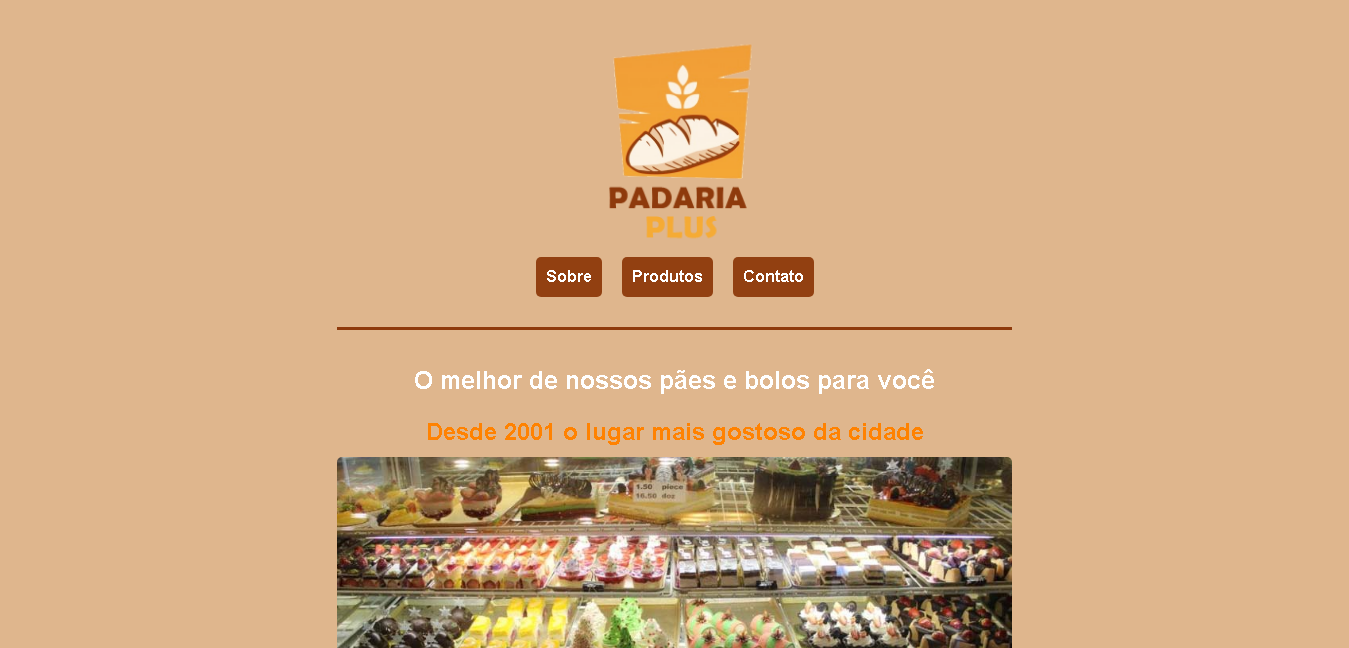 PADARIA
PLUS
Sobre Produtos Contato
O melhor de nossos pães e bolos para você
Desde 2001 o lugar mais gostoso da cidade
1.50 piece
16.50 doz